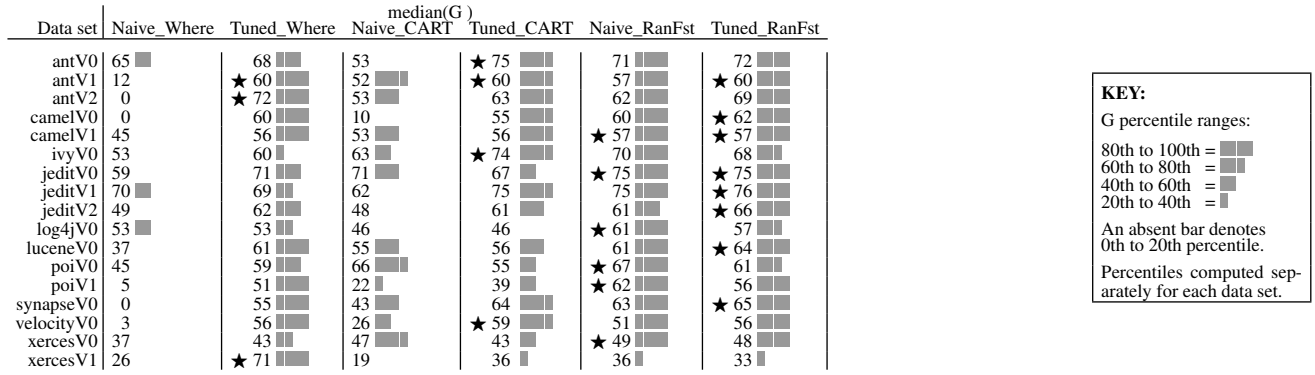 median(G )
Data set Naive_Where Tuned_Where Naive_CART Tuned_CART Naive_RanFst Tuned_RanFst
antV0 65 68 53 ★ 75 71 72
antV1 12 ★ 60 52 ★ 60 57 ★ 60
antV2 0 ★ 72 53 63 62 69
camelV0 0 60 10 55 60 ★ 62
camelV1 45 56 53 56 ★ 57 ★ 57
ivyV0 53 60 63 ★ 74 70 68
jeditV0 59 71 71 67 ★ 75 ★ 75
jeditV1 70 69 62 75 75 ★ 76
jeditV2 49 62 48 61 61 ★ 66
log4jV0 53 53 46 46 ★ 61 57
luceneV0 37 61 55 56 61 ★ 64
poiV0 45 59 66 55 ★ 67 61
poiV1 5 51 22 39 ★ 62 56
synapseV0 0 55 43 64 63 ★ 65
velocityV0 3 56 26 ★ 59 51 56
xercesV0 37 43 47 43 ★ 49 48
xercesV1 26 ★ 71 19 36 36 33
KEY:
G percentile ranges:
80th to 100th =
60th to 80th =
40th to 60th =
20th to 40th =
An absent bar denotes
0th to 20th percentile.
Percentiles computed sep-
arately for each data set.